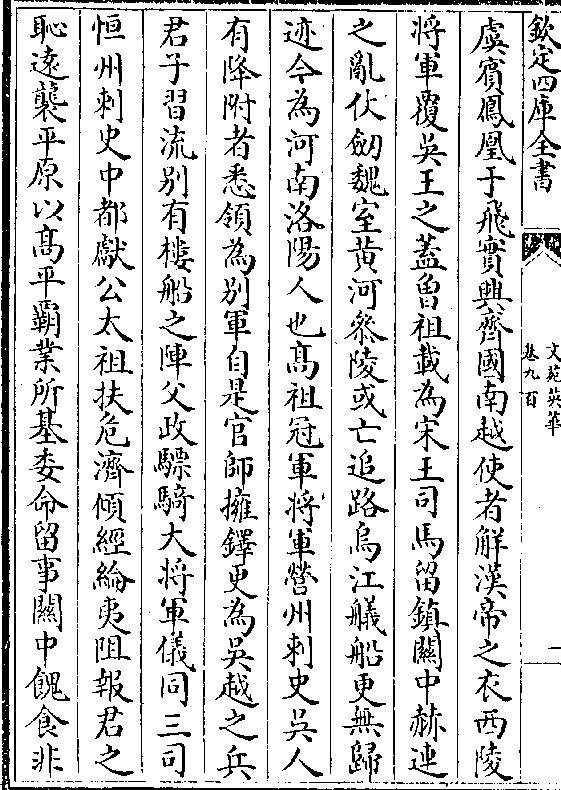 欽定四庫全書
文苑英華
卷九百
一
虞賓鳳凰于飛實興齊國南越使者解漢帝之衣西陵
將軍覆吳王之蓋魯祖載為宋王司馬留鎮關中赫連
之亂仗劒魏室黄河叅陵或亡追路烏江艤船更無歸
迹今為河南洛陽人也髙祖冠軍將軍營州刺史吳人
有降附者悉領為别軍自是官師擁鐸更為吳越之兵
君子習流别有樓船之陣父政驃騎大將軍儀同三司
恒州刺史中都獻公太祖扶危濟傾經綸夷阻報君之
恥逺襲平原以髙平覇業所基委命留事關中餽食非